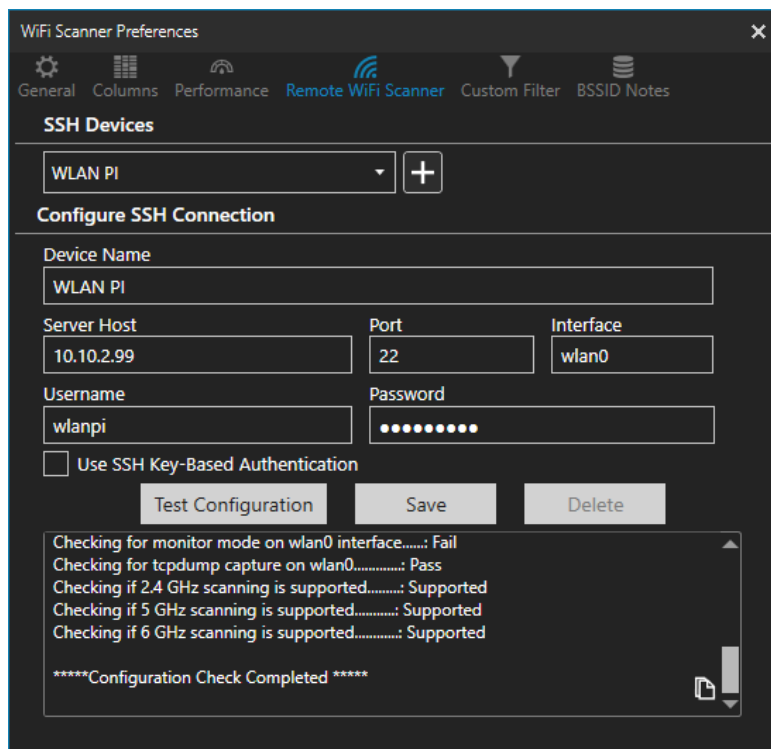 WiFi Scanner Preferences
General Columns Performance Remote WiFi Scanner Custom Filter BSSID Notes
SSH Devices
WLAN PI
Configure SSH Connection
Device Name
WLAN PI
Server Host Port Interface
10.10.2.99 22 wlan0
Username Password
wlanpi ●●●●●●●●●
Use SSH Key-Based Authentication
Test Configuration Save Delete
Checking for monitor mode on wlan0 interface......: Fail
Checking for tcpdump capture on wlan0.............: Pass
Checking if 2.4 GHz scanning is supported.........: Supported
Checking if 5 GHz scanning is supported...........: Supported
Checking if 6 GHz scanning is supported............: Supported
*****Configuration Check Completed *****